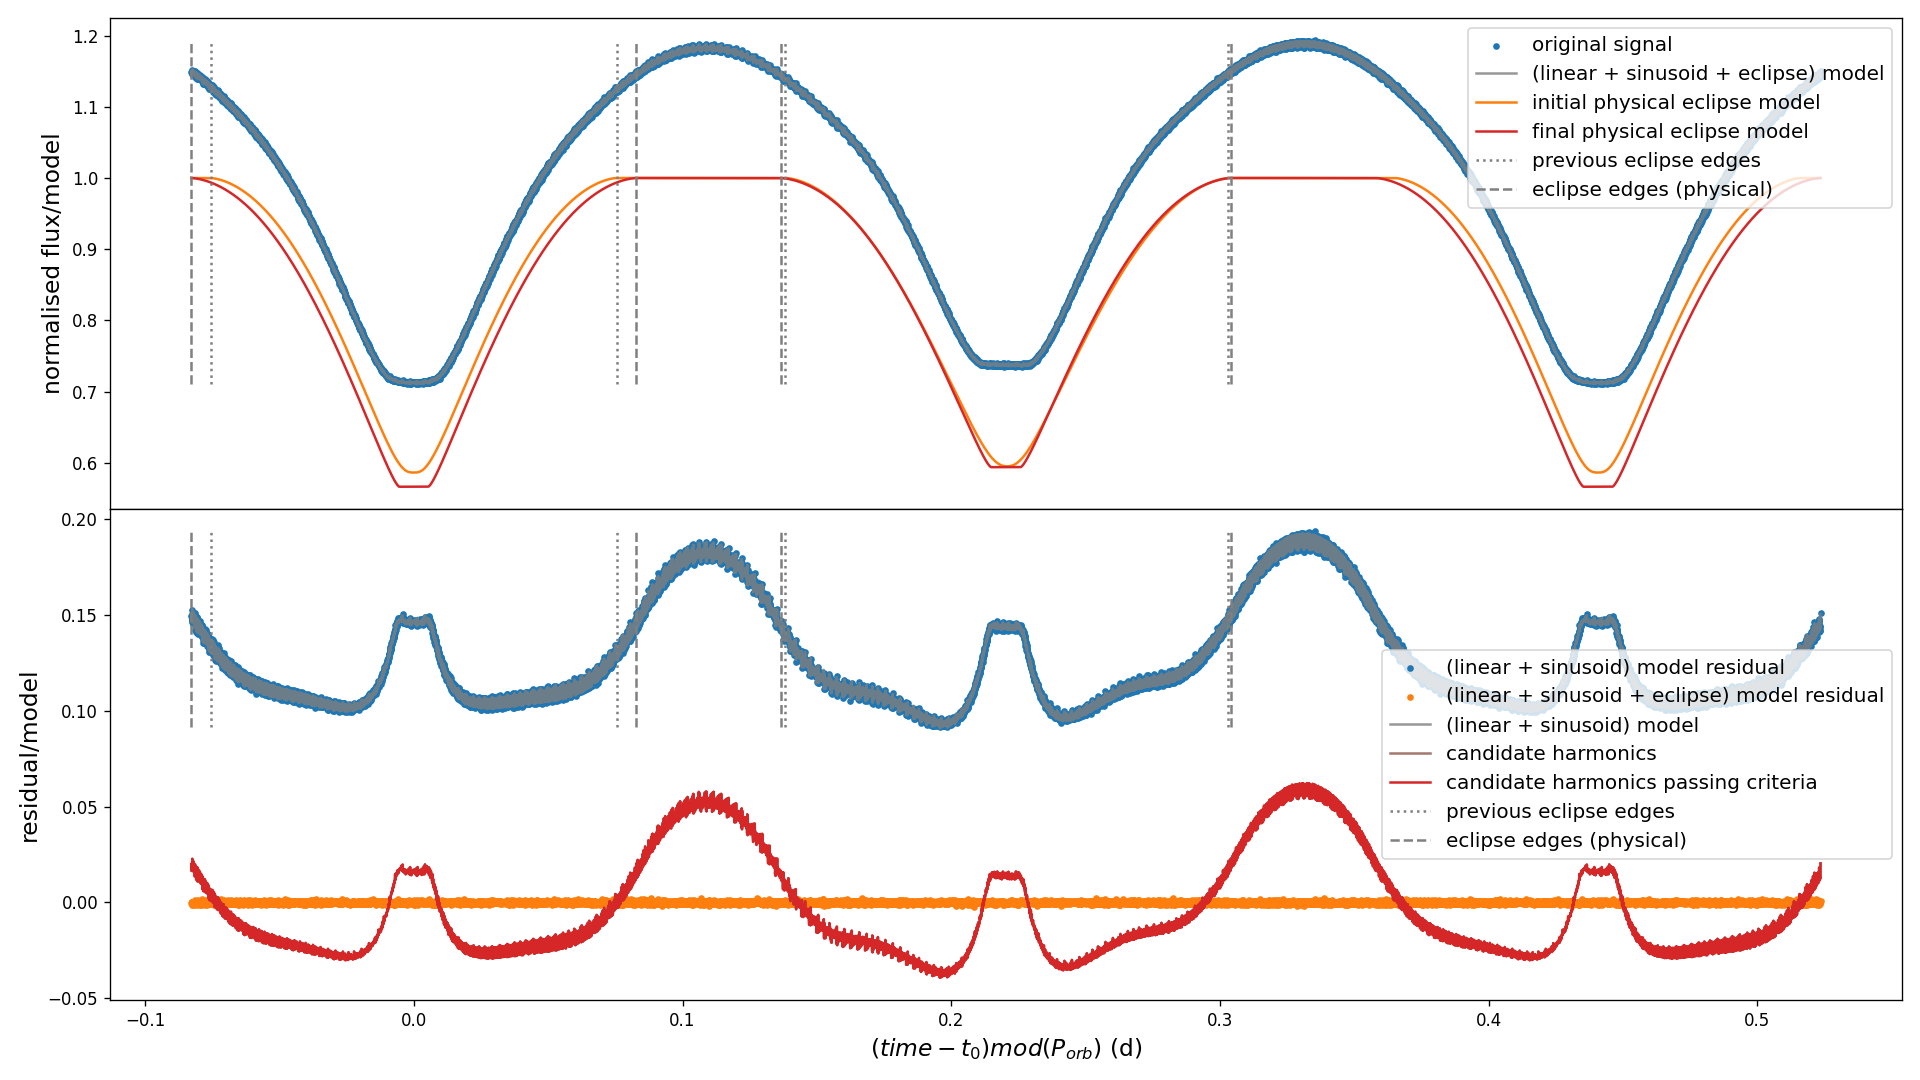 1.2
1.1
1.0
0.9
0.8
0.7
0.6
normalised flux/model
original signal
(linear + sinusoid + eclipse) model
initial physical eclipse model
final physical eclipse model
previous eclipse edges
eclipse edges (physical)
0.20
0.15
0.10
0.05
0.00
−0.05
residual/model
(linear + sinusoid) model residual
(linear + sinusoid + eclipse) model residual
(linear + sinusoid) model
candidate harmonics
candidate harmonics passing criteria
previous eclipse edges
eclipse edges (physical)
−0.1 0.0 0.1 0.2 0.3 0.4 0.5
(time − t₀)mod(Pₒᵣb) (d)